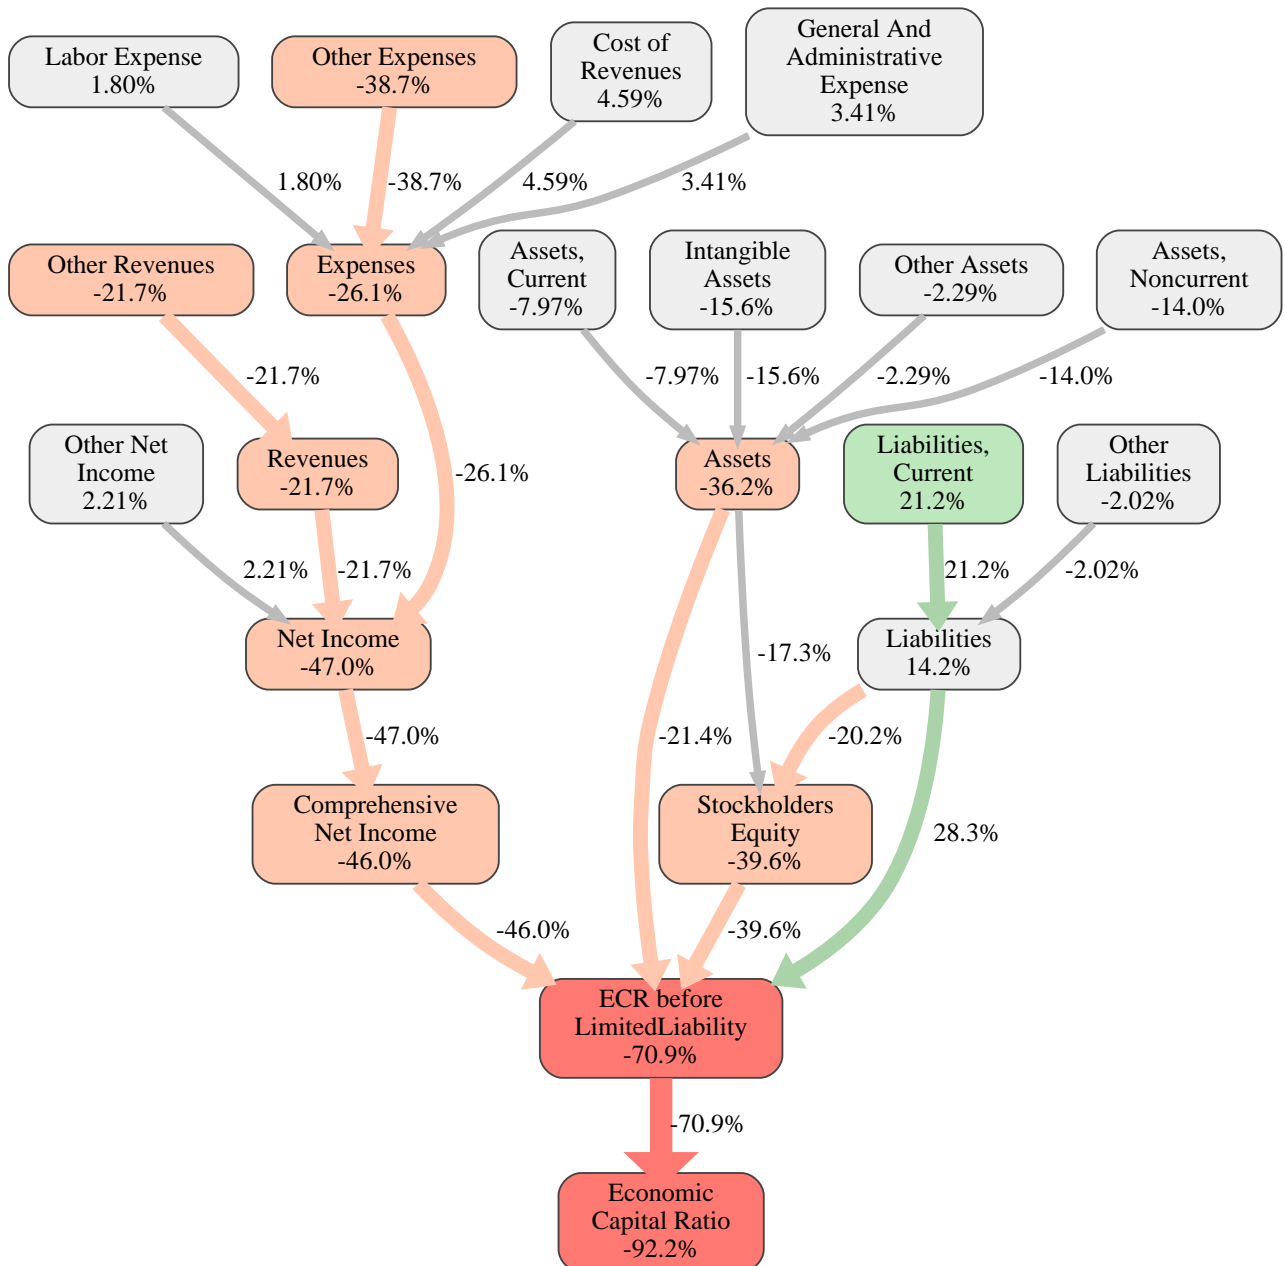 Labor Expense
1.80%
Other Expenses
-38.7%
Cost of
Revenues
4.59%
General And
Administrative
Expense
3.41%
1.80%
-38.7%
4.59%
3.41%
Other Revenues
-21.7%
Expenses
-26.1%
Assets,
Current
-7.97%
Intangible
Assets
-15.6%
Other Assets
-2.29%
Assets,
Noncurrent
-14.0%
-21.7%
-7.97%
-15.6%
-2.29%
-14.0%
Other Net
Income
2.21%
Revenues
-21.7%
-26.1%
Assets
-36.2%
Liabilities,
Current
21.2%
Other
Liabilities
-2.02%
2.21%
-21.7%
21.2%
-2.02%
Net Income
-47.0%
-17.3%
Liabilities
14.2%
-47.0%
-21.4%
-20.2%
Comprehensive
Net Income
-46.0%
Stockholders
Equity
-39.6%
28.3%
-46.0%
-39.6%
ECR before
LimitedLiability
-70.9%
-70.9%
Economic
Capital Ratio
-92.2%